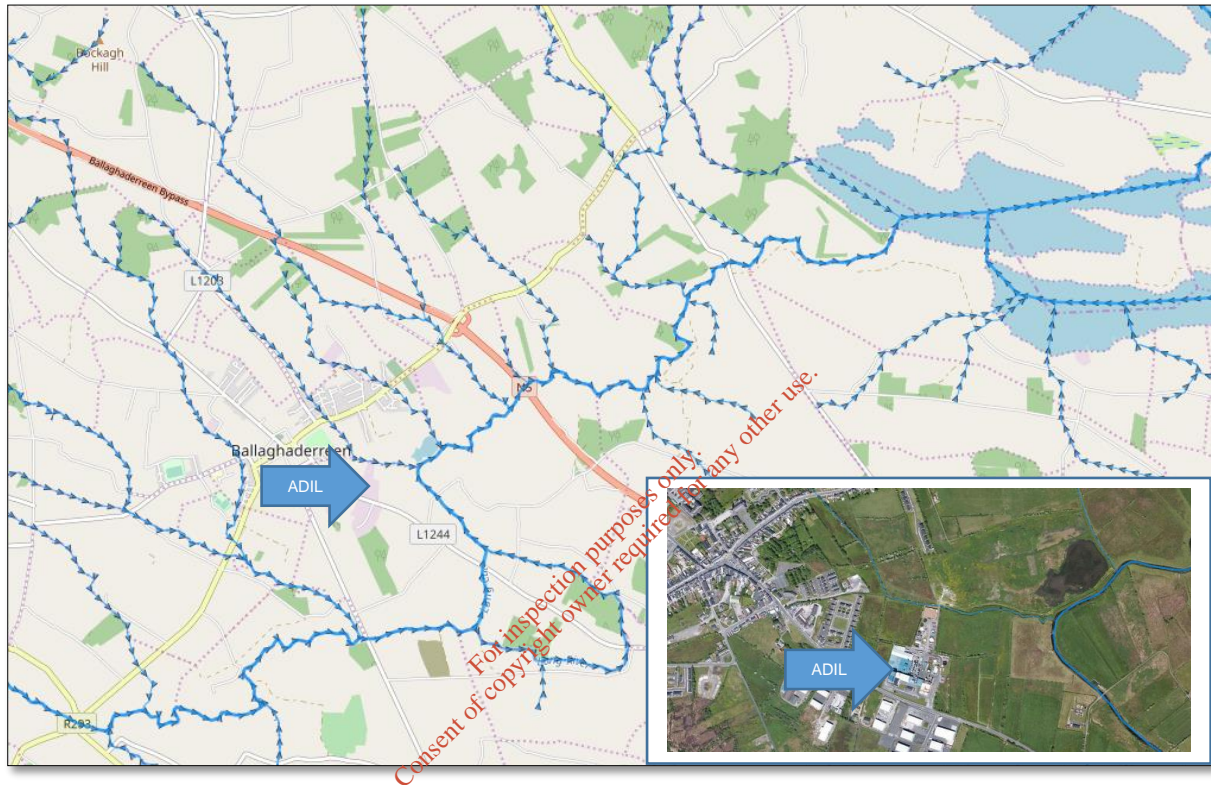 Buckagh
Hill
Ballaghaderreen Bypass
L1203
N5
Ballaghaderreen
ADIL
L1244
R293
ADIL
For inspection purposes only.
Consent of copyright owner required for any other use.